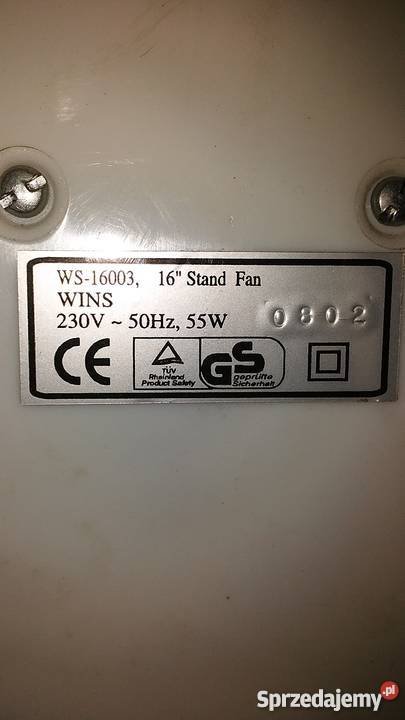 WS-16003, 16" Stand Fan
WINS
230V ~ 50Hz, 55W 0802
CE
TÜV
Rheinland
Product Safety
GS
geprüfte
Sicherheit
Sprzedajemy.pl